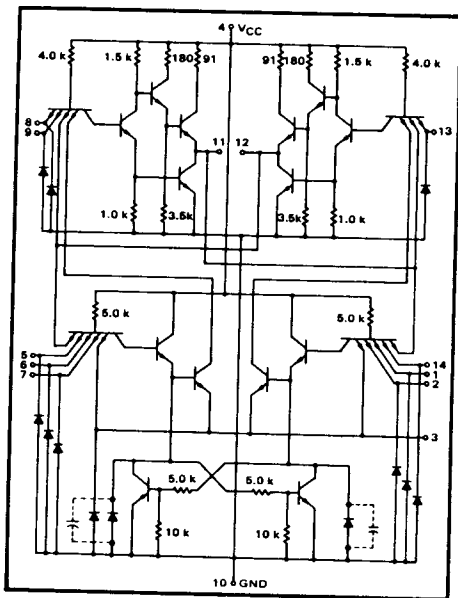 4 VCC
4.0 k 1.5 k 180 91 91 180 1.5 k 4.0 k
8 11 12 13
9
1.0 k 3.5k 3.5k 1.0 k
5.0 k 5.0 k
5 14
6 1
7 2
3
5.0 k 5.0 k
10 k 10 k
10 GND